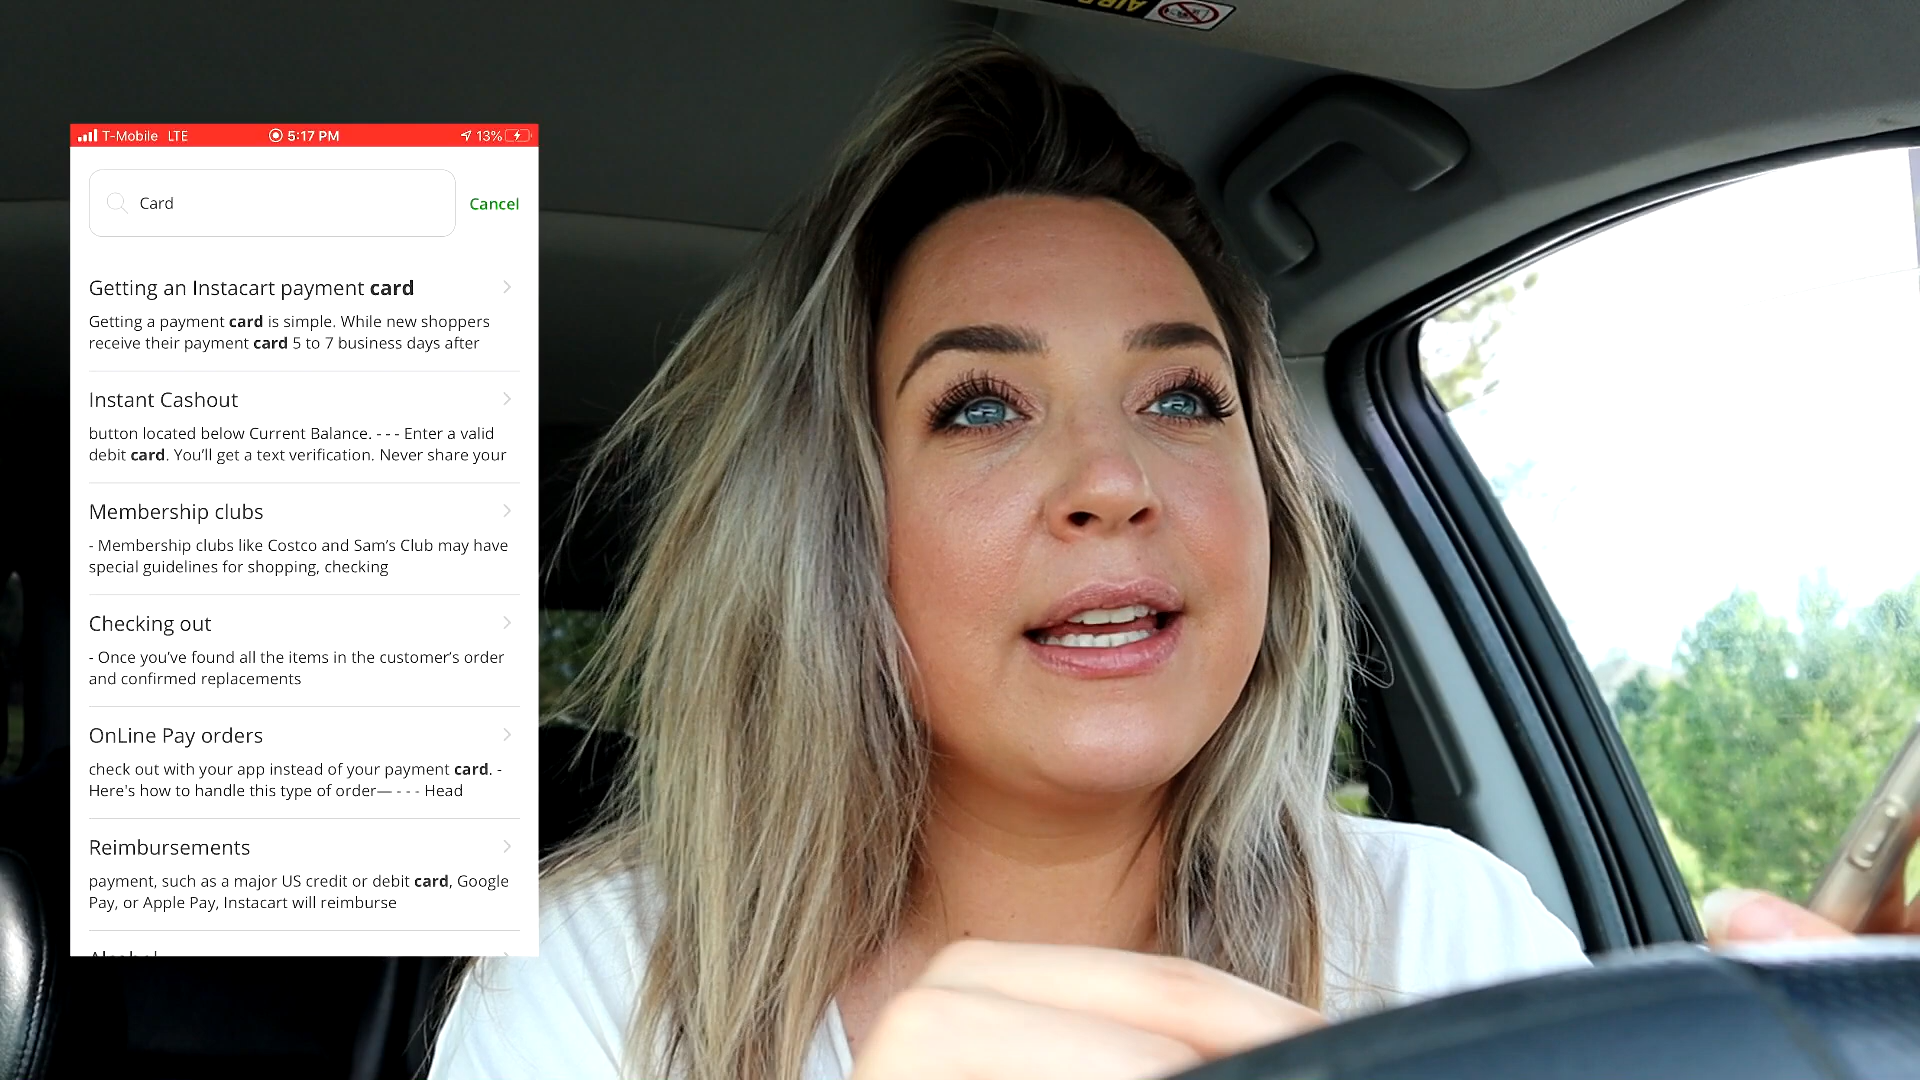 AIRB
T-Mobile LTE 5:17 PM 13%
Card
Cancel
Getting an Instacart payment card
Getting a payment card is simple. While new shoppers
receive their payment card 5 to 7 business days after
Instant Cashout
button located below Current Balance. - - - Enter a valid
debit card. You’ll get a text verification. Never share your
Membership clubs
- Membership clubs like Costco and Sam’s Club may have
special guidelines for shopping, checking
Checking out
- Once you’ve found all the items in the customer’s order
and confirmed replacements
OnLine Pay orders
check out with your app instead of your payment card. -
Here's how to handle this type of order— - - - Head
Reimbursements
payment, such as a major US credit or debit card, Google
Pay, or Apple Pay, Instacart will reimburse
Alcohol